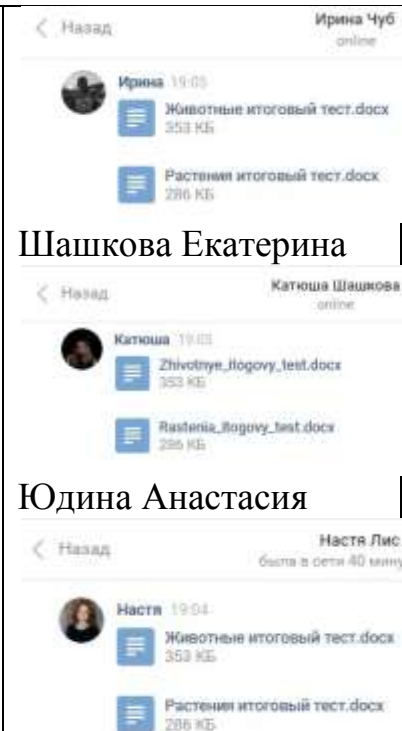 Назад
Ирина Чуб
online
Ирина 19:05
Животные итоговый тест.docx
353 КБ
Растения итоговый тест.docx
286 КБ
Шашкова Екатерина
Назад
Катюша Шашкова
online
Катюша 19:05
Zhivotnye_itogovy_test.docx
353 КБ
Rastenia_itogovy_test.docx
286 КБ
Юдина Анастасия
Назад
Настя Лис
была в сети 40 мину
Настя 19:04
Животные итоговый тест.docx
353 КБ
Растения итоговый тест.docx
286 КБ